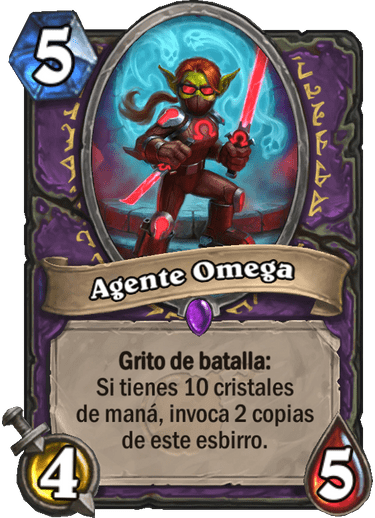 5
Agente Omega
Grito de batalla:
Si tienes 10 cristales
de maná, invoca 2 copias
de este esbirro.
4
5